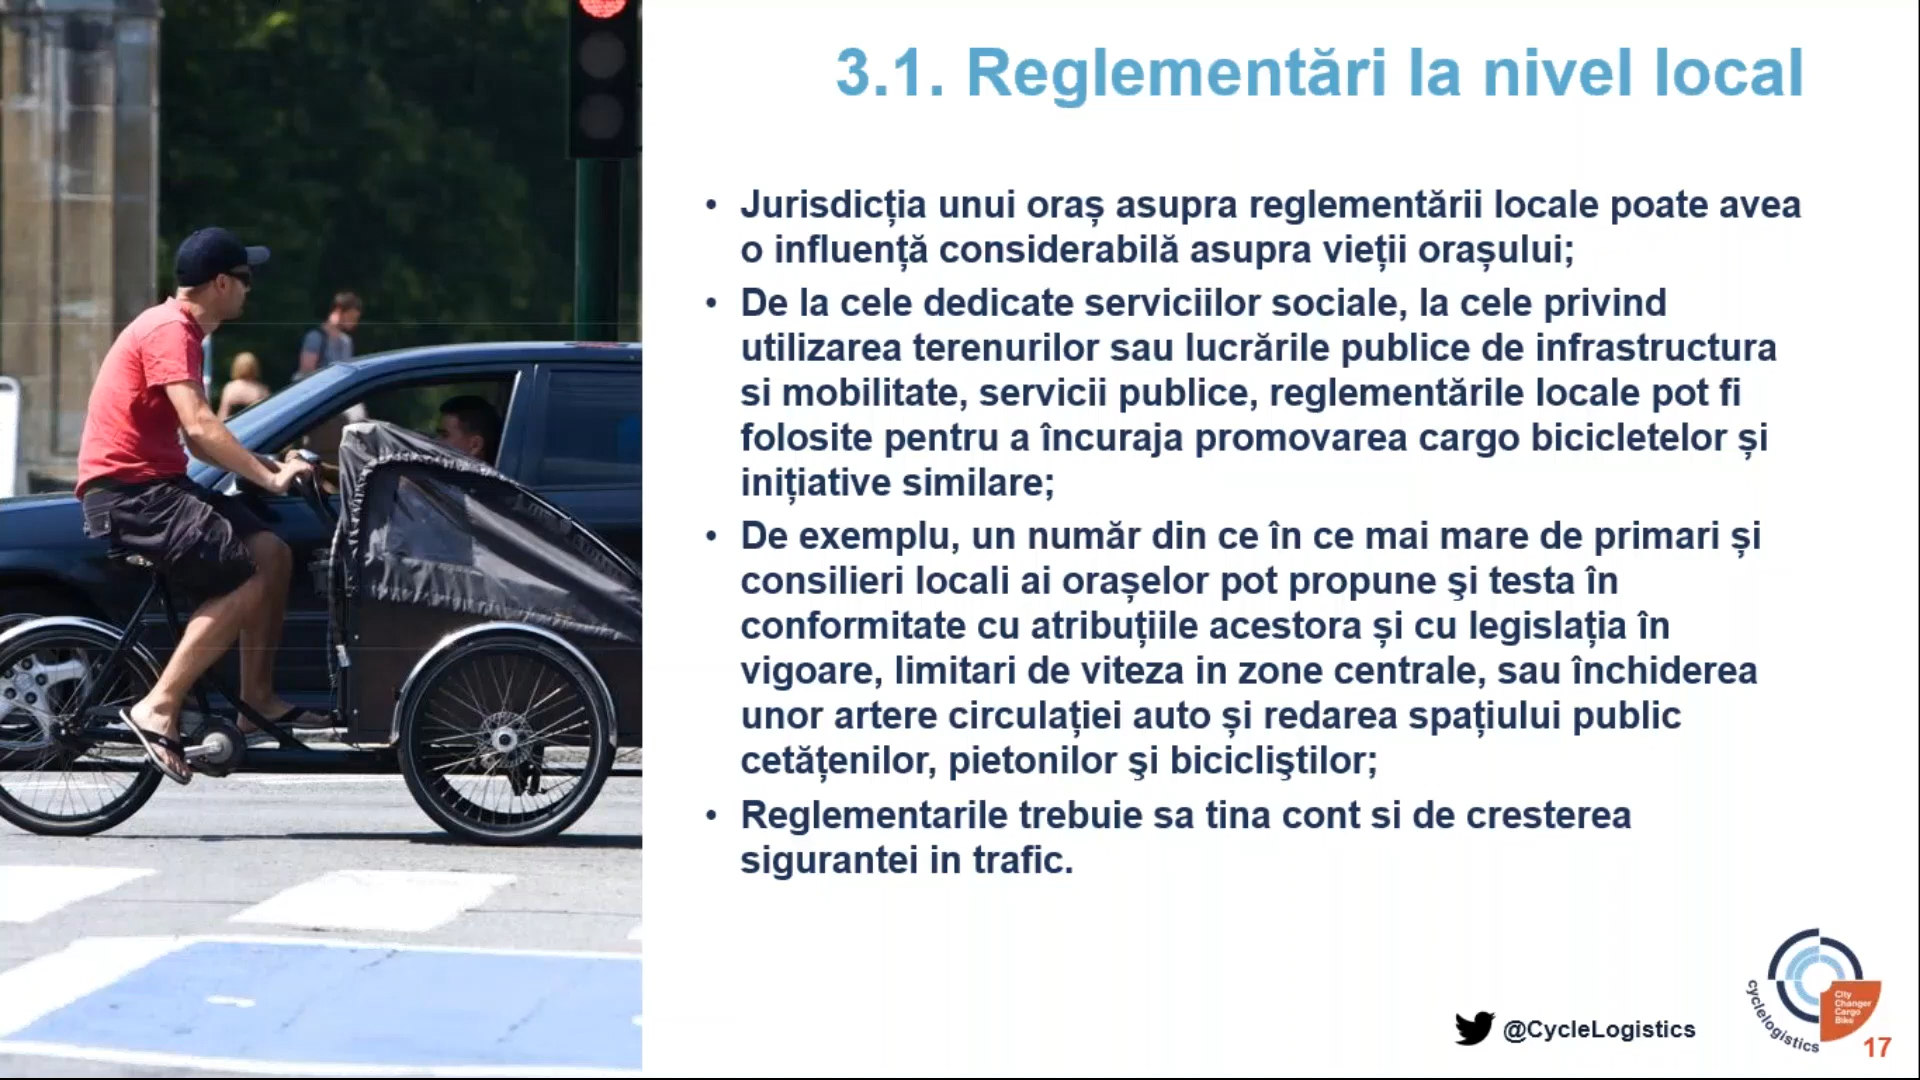 3.1. Reglementări la nivel local
• Jurisdicția unui oraș asupra reglementării locale poate avea
o influență considerabilă asupra vieții orașului;
• De la cele dedicate serviciilor sociale, la cele privind
utilizarea terenurilor sau lucrările publice de infrastructura
si mobilitate, servicii publice, reglementările locale pot fi
folosite pentru a încuraja promovarea cargo bicicletelor și
inițiative similare;
• De exemplu, un număr din ce în ce mai mare de primari și
consilieri locali ai orașelor pot propune şi testa în
conformitate cu atribuțiile acestora și cu legislația în
vigoare, limitari de viteza in zone centrale, sau închiderea
unor artere circulației auto și redarea spațiului public
cetățenilor, pietonilor şi bicicliştilor;
• Reglementarile trebuie sa tina cont si de cresterea
sigurantei in trafic.
@CycleLogistics
cyclelogistics
City
Changer
Cargo
Bike
17